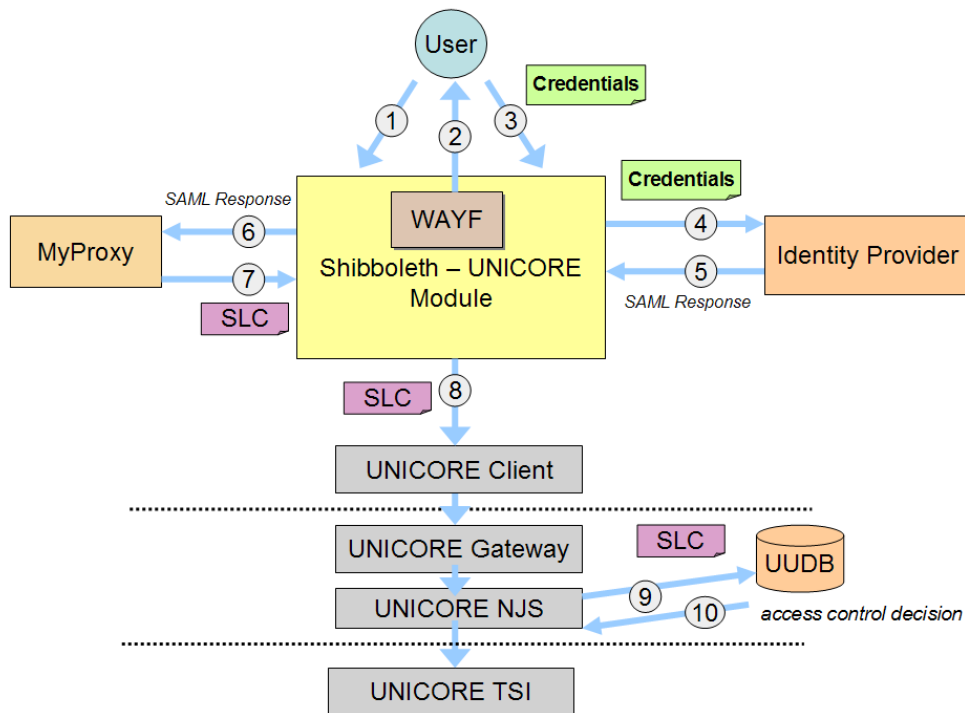 User
Credentials
1
2
3
Credentials
SAML Response
WAYF
6
4
MyProxy
Identity Provider
Shibboleth – UNICORE
Module
7
5
SAML Response
SLC
8
SLC
UNICORE Client
SLC
UNICORE Gateway
UUDB
9
UNICORE NJS
10
access control decision
UNICORE TSI